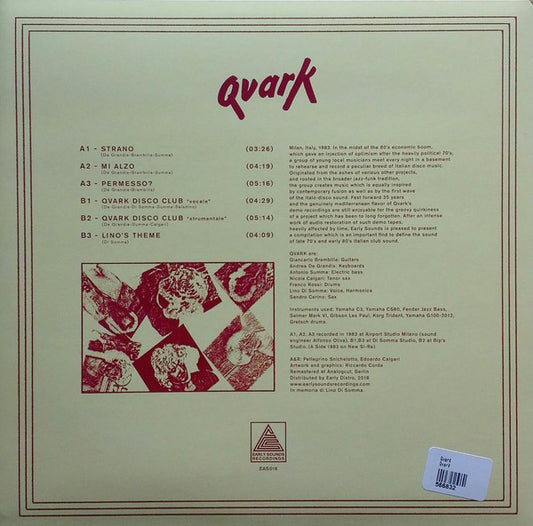 Qvark
A1 - STRANO (03:26)
(De Grandis-Brambilla-Summa)
A2 - MI ALZO (04:19)
(De Grandis-Brambilla-Summa)
A3 - PERMESSO? (05:16)
(De Grandis-Brambilla-Summa)
B1 - QVARK DISCO CLUB "vocale" (04:29)
(De Grandis-Di Somma-Summa-Balestro)
B2 - QVARK DISCO CLUB "strumentale" (05:14)
(De Grandis-Summa-Calgari)
B3 - LINO'S THEME (04:09)
(Di Somma)
Milan, Italy, 1983. In the midst of the 80's economic boom,
which gave an injection of optimism after the heavily political 70's,
a group of young local musicians meet every night in a basement
to rehearse and record a peculiar breed of Italian disco music.
Originated from the ashes of various other projects,
and rooted in the broader jazz-funk tradition,
the group creates music which is equally inspired
by contemporary fusion as well as by the first wave
of the Italo-disco sound. Fast forward 35 years
and the genuinely mediterranean flavor of Qvark's
demo recordings are still enjoyable for the groovy quirkiness
of a project which has been to long forgotten. After an intense
work of audio restoration of such demo tapes,
heavily affected by time, Early Sounds is pleased to present
a compilation which is an important find to define the sound
of late 70's and early 80's Italian club sound.
QVARK are:
Giancarlo Brambilla: Guitars
Andrea De Grandis: Keyboards
Antonio Summa: Electric bass
Nicola Calgari: Tenor sax
Franco Rossi: Drums
Lino Di Somma: Voice, Harmonica
Sandro Cerino: Sax
Instruments used: Yamaha C3, Yamaha CS80, Fender Jazz Bass,
Selmer Mark VI, Gibson Les Paul, Korg Trident, Yamaha G100-2012,
Gretsch drums.
A1, A2, A3 recorded in 1983 at Airport Studio Milano (sound
engineer Alfonso Oliva), B1,B3 at Di Somma Studio, B2 at Bip's
Studio. (A Side 1983 on New Si-Re)
A&R: Pellegrino Snichelotto, Edoardo Calgari
Artwork and graphics: Riccardo Corda
Remastered at Analogcut, Berlin
Distributed by Early Distro, 2018
www.earlysoundsrecordings.com
In memoria di Lino Di Somma.
EARLY SOUNDS
RECORDINGS
EAS016
Qvark
Qvark
566832